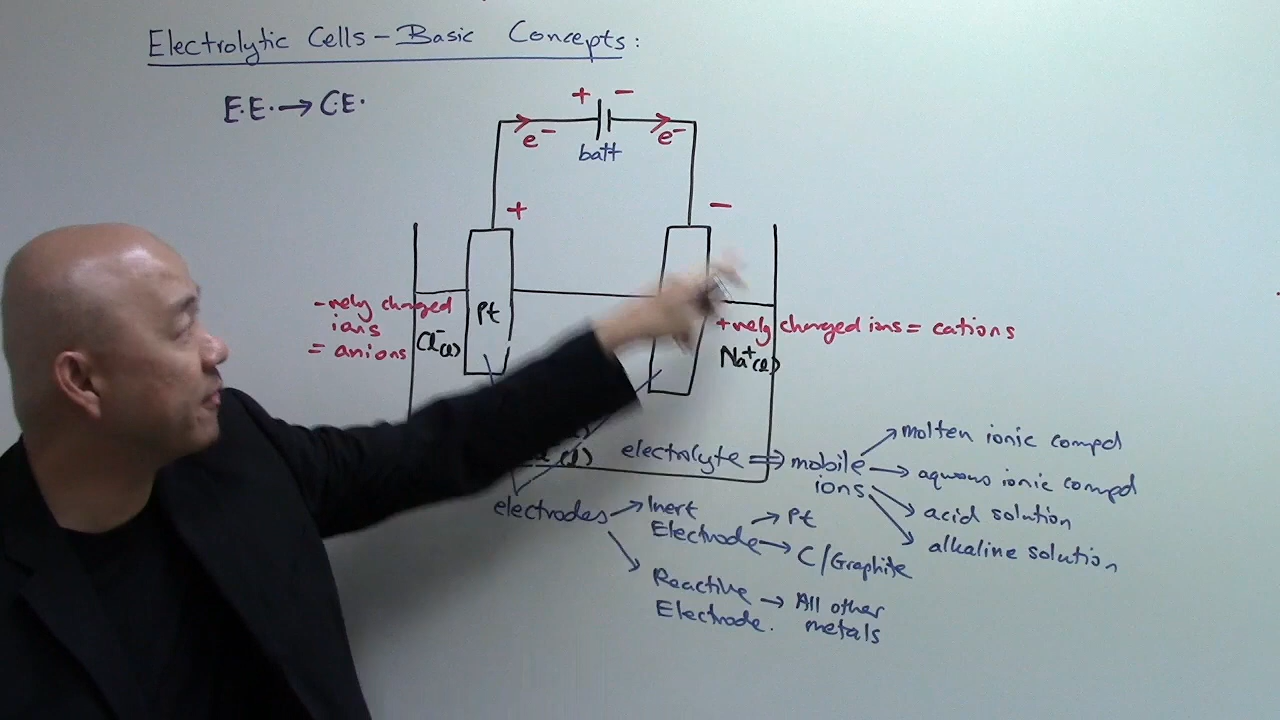 Electrolytic Cells - Basic Concepts:
E.E. → C.E.
+ -
e⁻ e⁻
batt
+ -
-vely charged
ions
= anions
Pt
Cl⁻(l)
+vely charged ions = cations
Na⁺(l)
(l)
electrolyte ⇒ mobile
ions
→ molten ionic compd
→ aqueous ionic compd
→ acid solution
→ alkaline solution
electrodes → Inert
Electrode → Pt
→ C/Graphite
→ Reactive
Electrode. → All other
metals